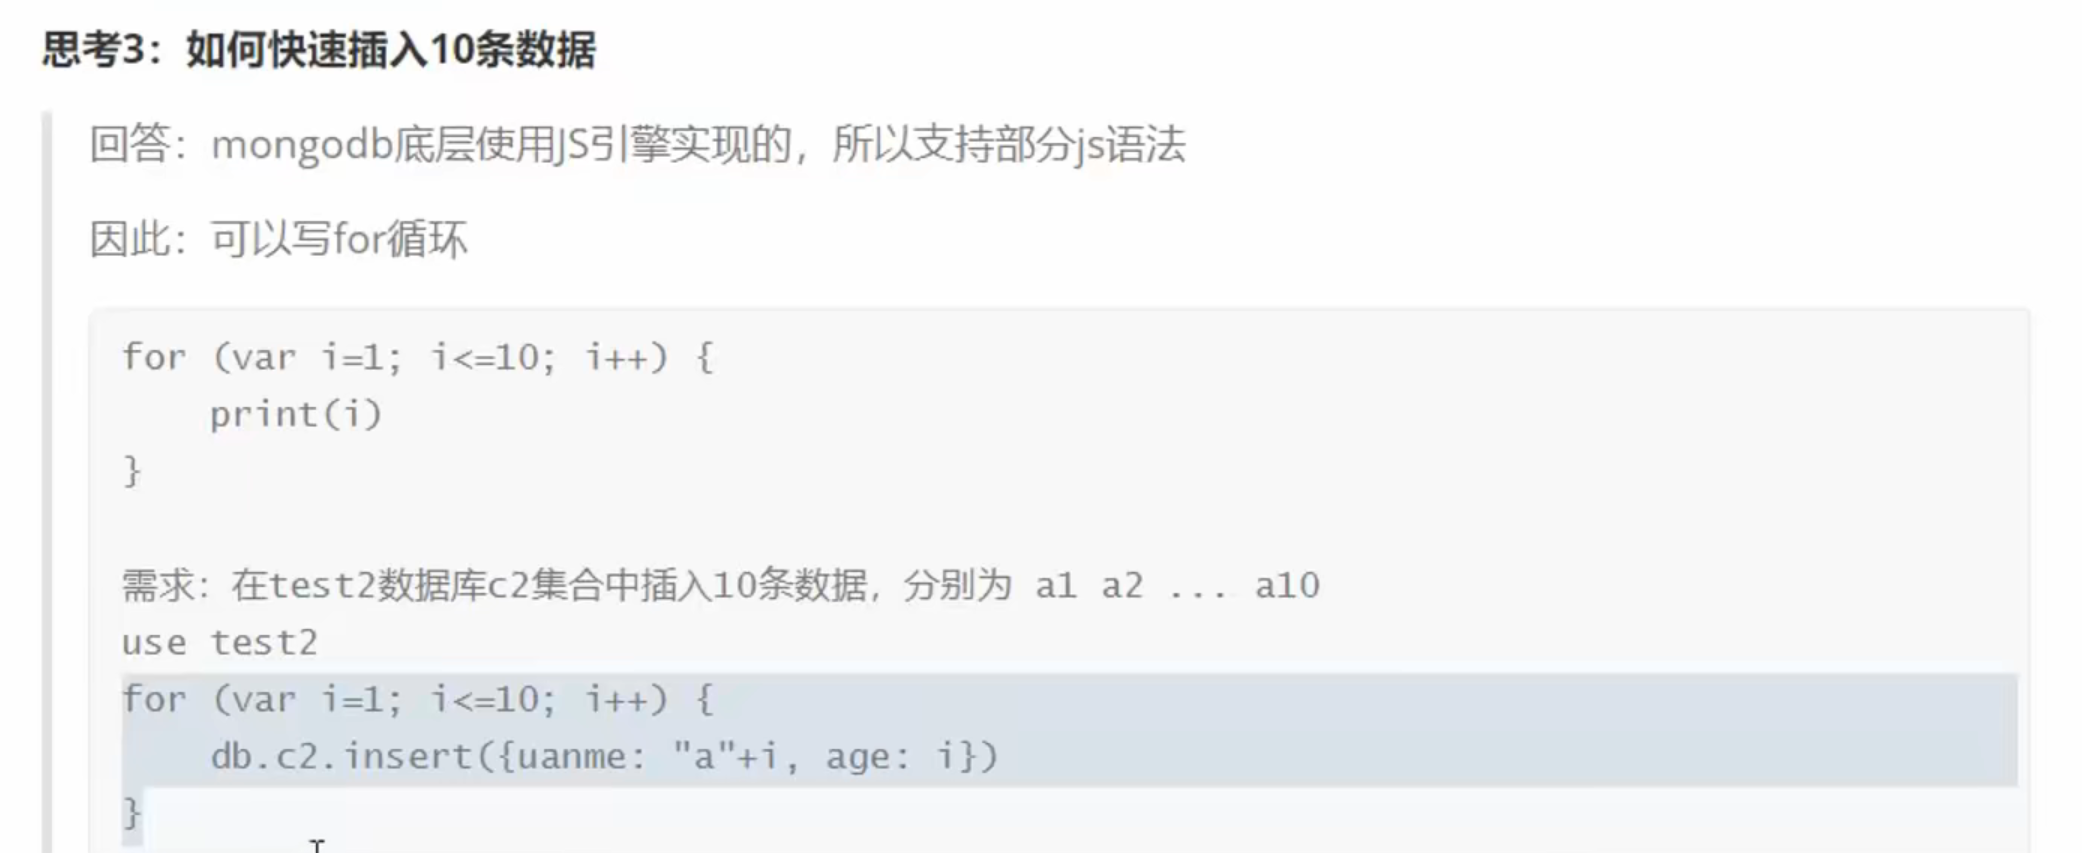 思考3：如何快速插入10条数据
回答：mongodb底层使用JS引擎实现的，所以支持部分js语法
因此：可以写for循环
for (var i=1; i<=10; i++) {
    print(i)
}
需求：在test2数据库c2集合中插入10条数据，分别为 a1 a2 ... a10
use test2
for (var i=1; i<=10; i++) {
    db.c2.insert({uanme: "a"+i, age: i})
}